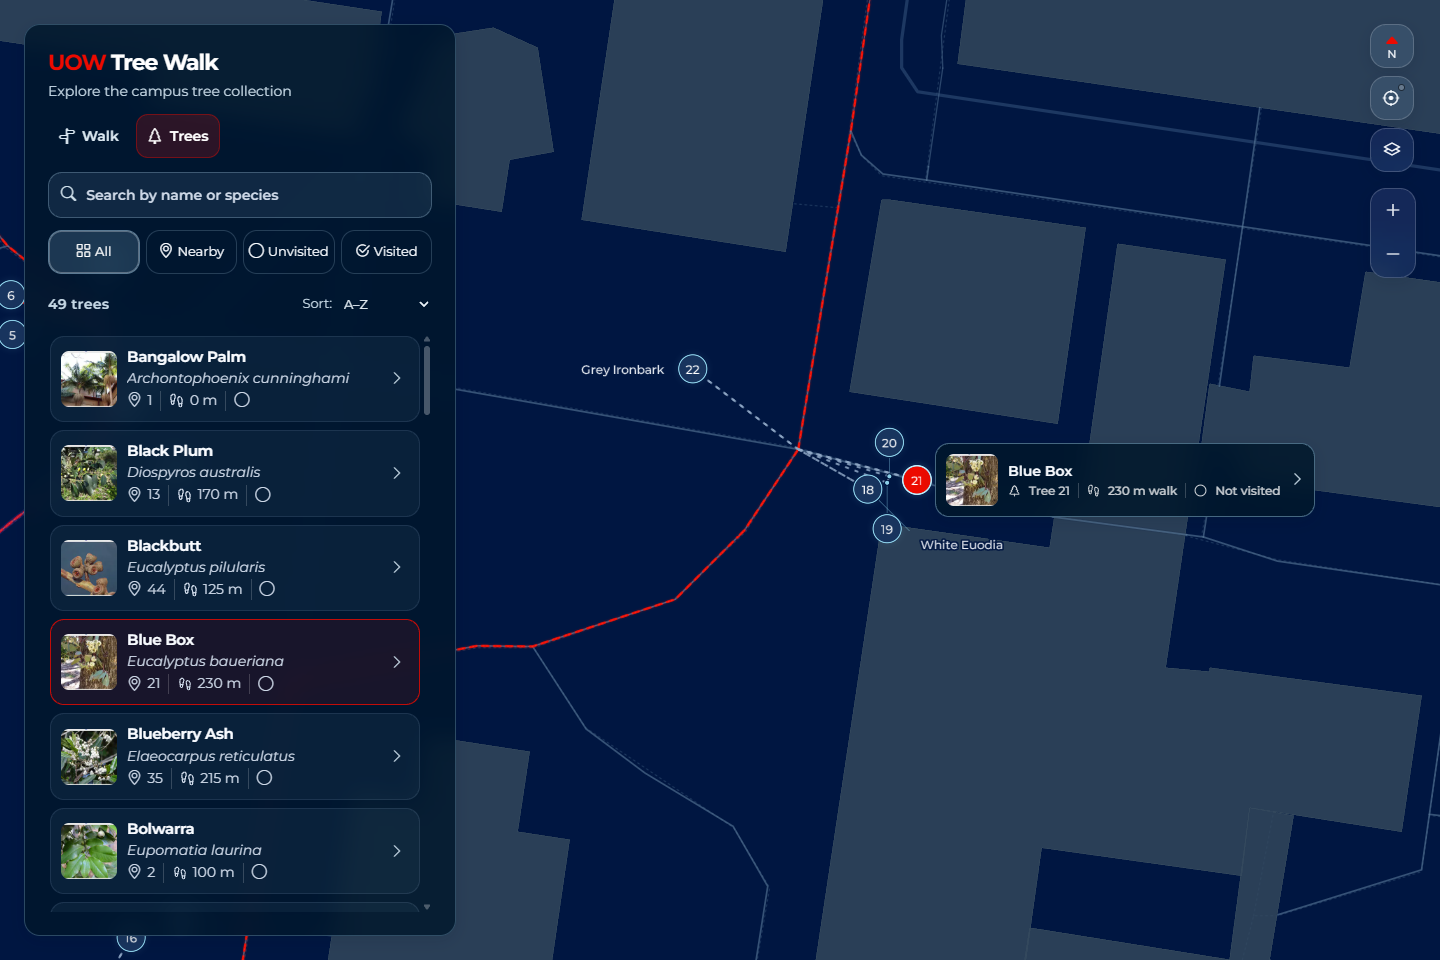 UOW Tree Walk
Explore the campus tree collection
Walk
Trees
Search by name or species
All
Nearby
Unvisited
Visited
49 trees
Sort: A–Z
Bangalow Palm
Archontophoenix cunninghami
1
0 m
Black Plum
Diospyros australis
13
170 m
Blackbutt
Eucalyptus pilularis
44
125 m
Blue Box
Eucalyptus baueriana
21
230 m
Blueberry Ash
Elaeocarpus reticulatus
35
215 m
Bolwarra
Eupomatia laurina
2
100 m
6
5
16
Grey Ironbark
22
20
21
18
19
White Euodia
Blue Box
Tree 21
230 m walk
Not visited
N
+
−